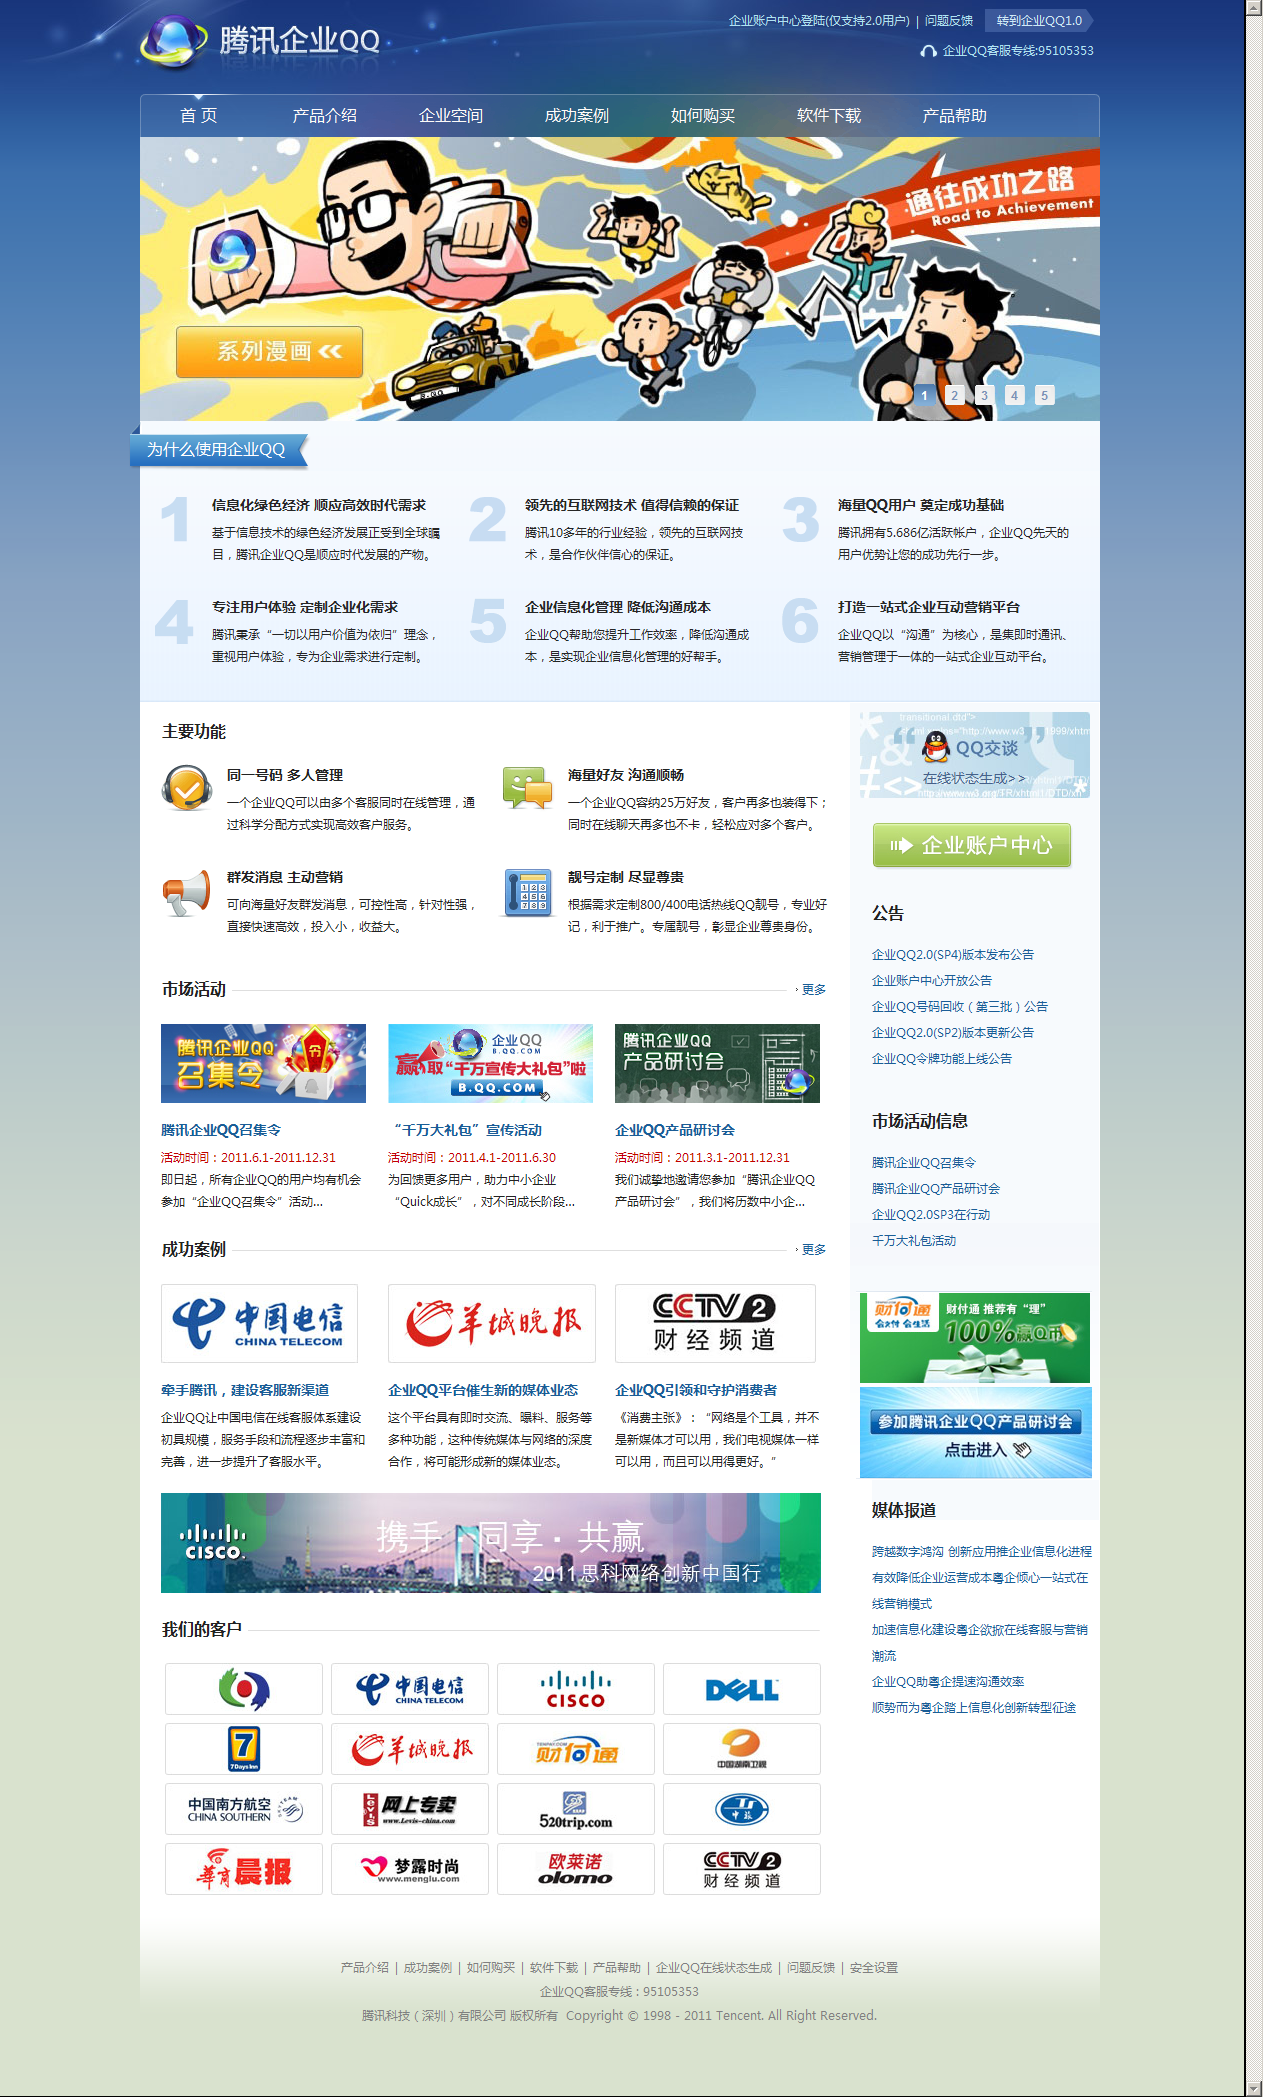 腾讯企业QQ
企业账户中心登陆(仅支持2.0用户) | 问题反馈 转到企业QQ1.0
企业QQ客服专线:95105353
首 页 产品介绍 企业空间 成功案例 如何购买 软件下载 产品帮助
通往成功之路
Road to Achievement
系列漫画
B.QQ
1 2 3 4 5
为什么使用企业QQ
1 信息化绿色经济 顺应高效时代需求
基于信息技术的绿色经济发展正受到全球瞩
目，腾讯企业QQ是顺应时代发展的产物。
2 领先的互联网技术 值得信赖的保证
腾讯10多年的行业经验，领先的互联网技
术，是合作伙伴信心的保证。
3 海量QQ用户 奠定成功基础
腾讯拥有5.686亿活跃帐户，企业QQ先天的
用户优势让您的成功先行一步。
4 专注用户体验 定制企业化需求
腾讯秉承“一切以用户价值为依归”理念，
重视用户体验，专为企业需求进行定制。
5 企业信息化管理 降低沟通成本
企业QQ帮助您提升工作效率，降低沟通成
本，是实现企业信息化管理的好帮手。
6 打造一站式企业互动营销平台
企业QQ以“沟通”为核心，是集即时通讯、
营销管理于一体的一站式企业互动平台。
主要功能
同一号码 多人管理
一个企业QQ可以由多个客服同时在线管理，通
过科学分配方式实现高效客户服务。
海量好友 沟通顺畅
一个企业QQ容纳25万好友，客户再多也装得下；
同时在线聊天再多也不卡，轻松应对多个客户。
群发消息 主动营销
可向海量好友群发消息，可控性高，针对性强，
直接快速高效，投入小，收益大。
靓号定制 尽显尊贵
根据需求定制800/400电话热线QQ靓号，专业好
记，利于推广。专属靓号，彰显企业尊贵身份。
市场活动 更多
腾讯企业QQ
召集令
企业QQ
B.QQ.COM
赢取“千万宣传大礼包”啦
B.QQ.COM
腾讯企业QQ
产品研讨会
腾讯企业QQ召集令
活动时间：2011.6.1-2011.12.31
即日起，所有企业QQ的用户均有机会
参加“企业QQ召集令”活动...
“千万大礼包”宣传活动
活动时间：2011.4.1-2011.6.30
为回馈更多用户，助力中小企业
“Quick成长”，对不同成长阶段...
企业QQ产品研讨会
活动时间：2011.3.1-2011.12.31
我们诚挚地邀请您参加“腾讯企业QQ
产品研讨会”，我们将历数中小企...
成功案例 更多
中国电信
CHINA TELECOM
羊城晚报
CCTV 2
财经频道
牵手腾讯，建设客服新渠道
企业QQ让中国电信在线客服体系建设
初具规模，服务手段和流程逐步丰富和
完善，进一步提升了客服水平。
企业QQ平台催生新的媒体业态
这个平台具有即时交流、曝料、服务等
多种功能，这种传统媒体与网络的深度
合作，将可能形成新的媒体业态。
企业QQ引领和守护消费者
《消费主张》：“网络是个工具，并不
是新媒体才可以用，我们电视媒体一样
可以用，而且可以用得更好。”
CISCO
携手·同享·共赢
2011思科网络创新中国行
我们的客户
中国电信
CHINA TELECOM
CISCO
DELL
7
7DaysInn
羊城晚报
财付通
中国湖南卫视
中国南方航空
CHINA SOUTHERN
LEVIS
网上专卖
www.Levis-china.com
520trip.com
中旅
华商晨报
梦露时尚
www.menglu.com
欧莱诺
olomo
CCTV 2
财经频道
transitional.dtd">
QQ交谈
在线状态生成>>
企业账户中心
公告
企业QQ2.0(SP4)版本发布公告
企业账户中心开放公告
企业QQ号码回收（第三批）公告
企业QQ2.0(SP2)版本更新公告
企业QQ令牌功能上线公告
市场活动信息
腾讯企业QQ召集令
腾讯企业QQ产品研讨会
企业QQ2.0SP3在行动
千万大礼包活动
财付通
会支付 会生活
财付通 推荐有“理”
100%赢Q币
参加腾讯企业QQ产品研讨会
点击进入
媒体报道
跨越数字鸿沟 创新应用推企业信息化进程
有效降低企业运营成本粤企倾心一站式在
线营销模式
加速信息化建设粤企欲掀在线客服与营销
潮流
企业QQ助粤企提速沟通效率
顺势而为粤企踏上信息化创新转型征途
产品介绍 | 成功案例 | 如何购买 | 软件下载 | 产品帮助 | 企业QQ在线状态生成 | 问题反馈 | 安全设置
企业QQ客服专线：95105353
腾讯科技（深圳）有限公司 版权所有 Copyright © 1998 - 2011 Tencent. All Right Reserved.